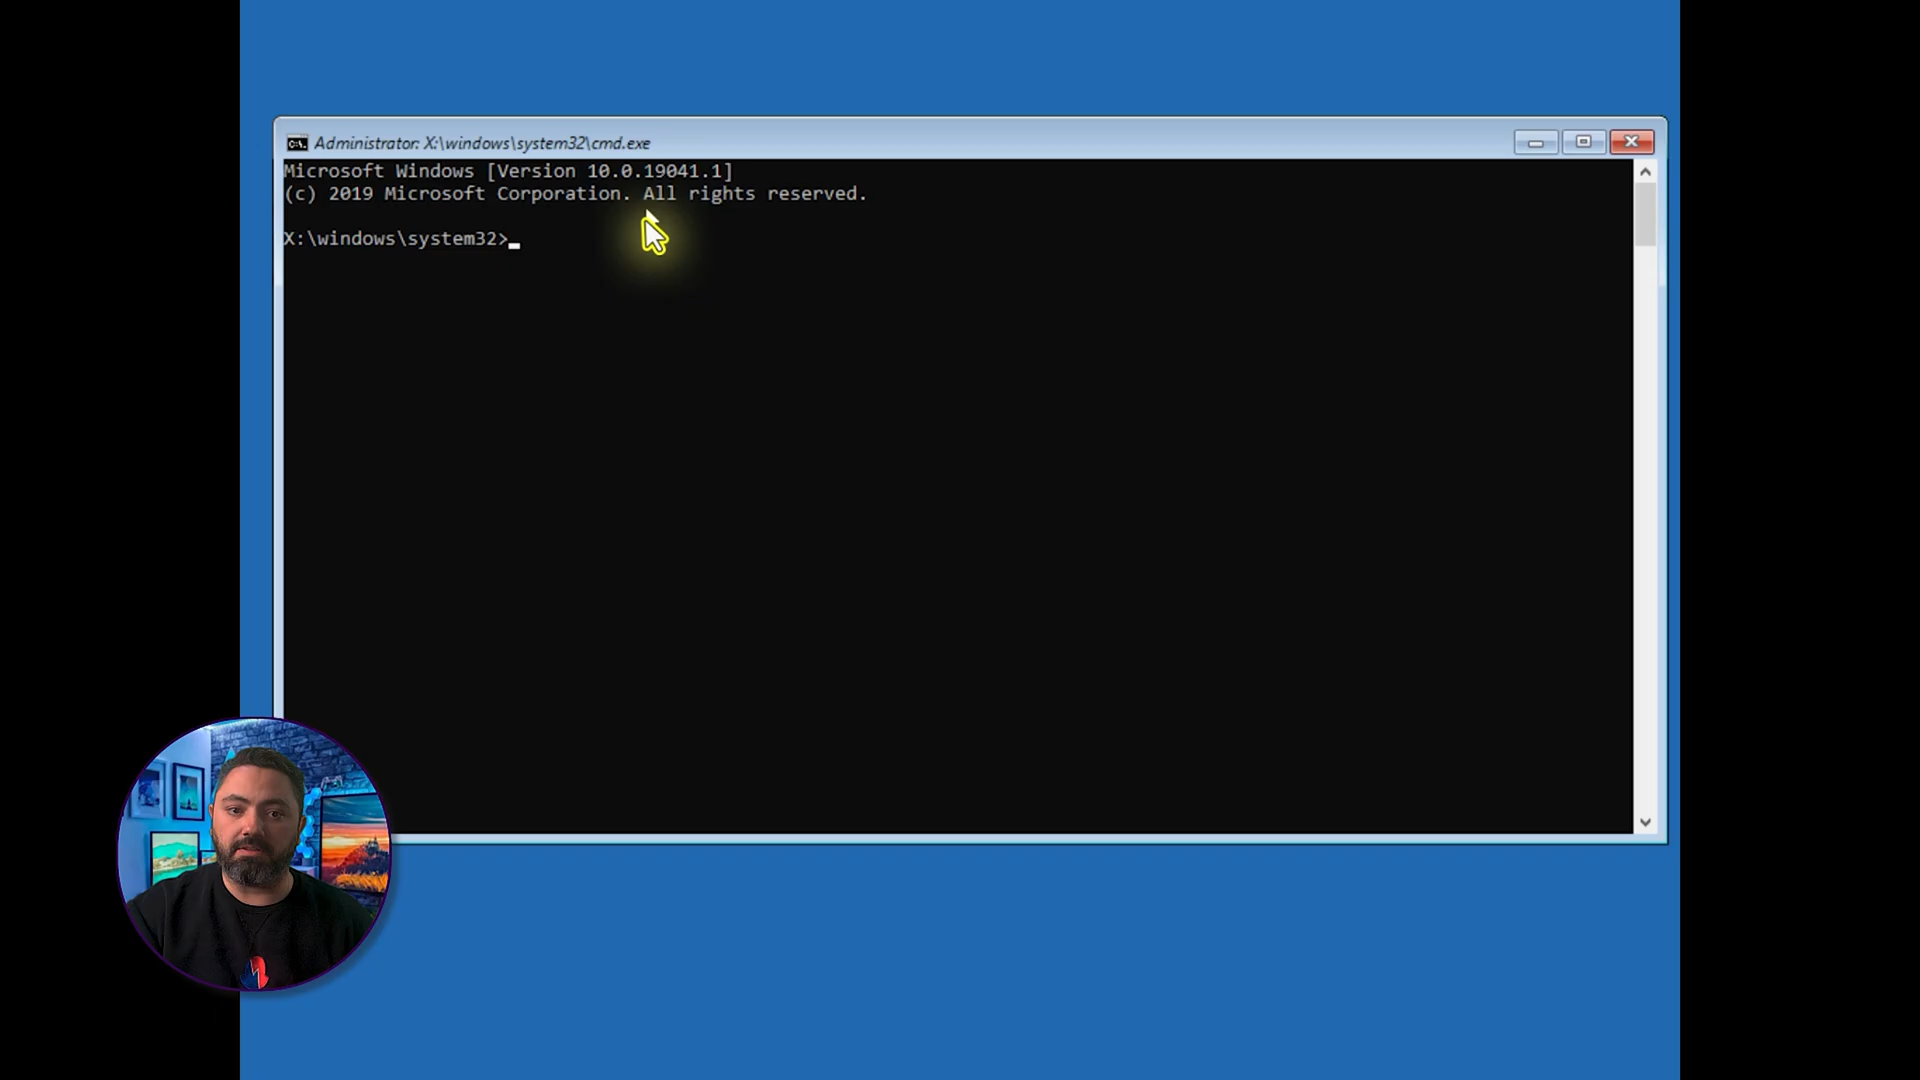 Administrator: X:\windows\system32\cmd.exe
Microsoft Windows [Version 10.0.19041.1]
(c) 2019 Microsoft Corporation. All rights reserved.
X:\windows\system32>